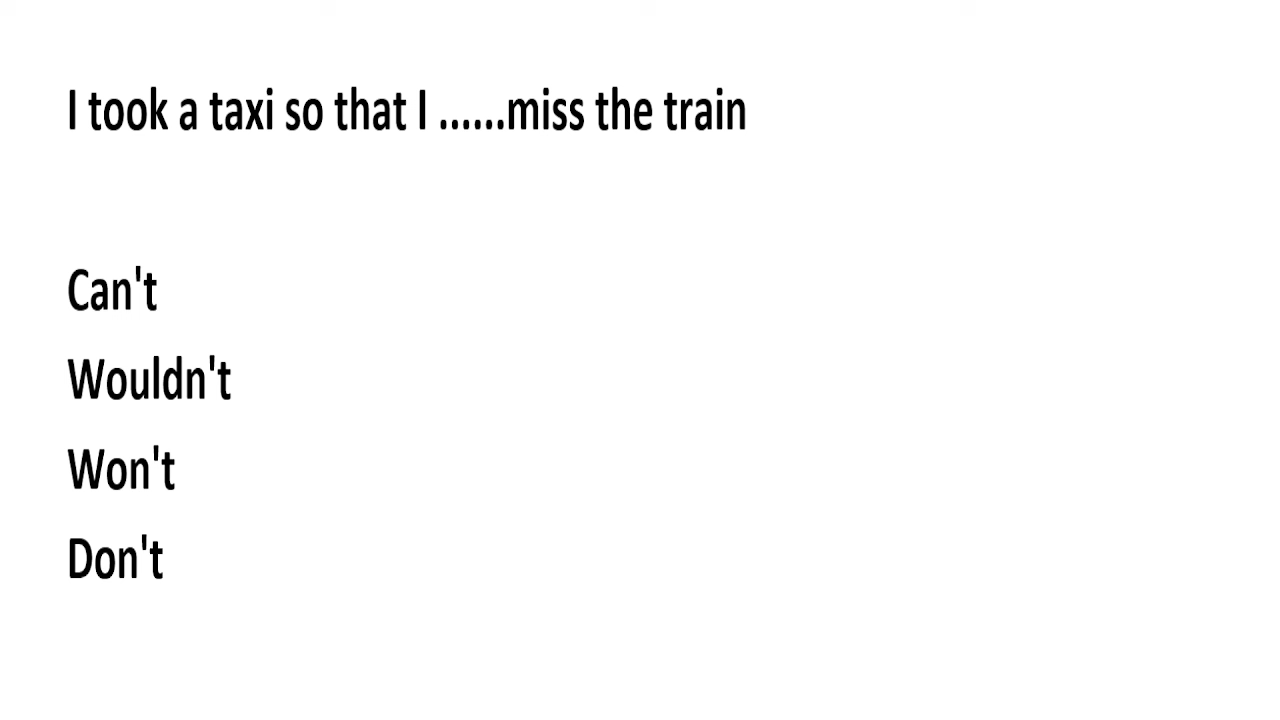 I took a taxi so that I ......miss the train
Can't
Wouldn't
Won't
Don't